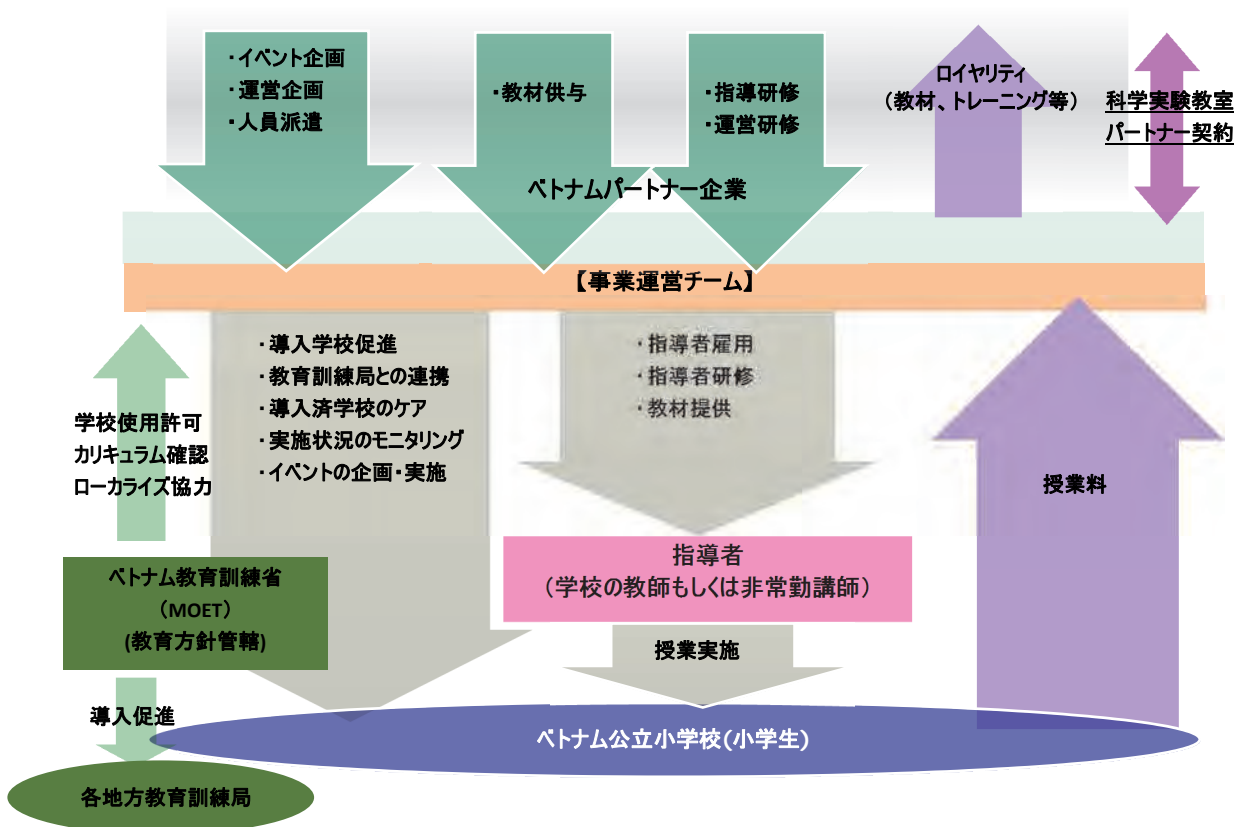 ・イベント企画
・運営企画
・人員派遣
・教材供与
・指導研修
・運営研修
ロイヤリティ
（教材、トレーニング等）
科学実験教室
パートナー契約
ベトナムパートナー企業
【事業運営チーム】
・導入学校促進
・教育訓練局との連携
・導入済学校のケア
・実施状況のモニタリング
・イベントの企画・実施
・指導者雇用
・指導者研修
・教材提供
学校使用許可
カリキュラム確認
ローカライズ協力
授業料
ベトナム教育訓練省
（MOET）
(教育方針管轄)
指導者
（学校の教師もしくは非常勤講師）
授業実施
導入促進
ベトナム公立小学校(小学生)
各地方教育訓練局